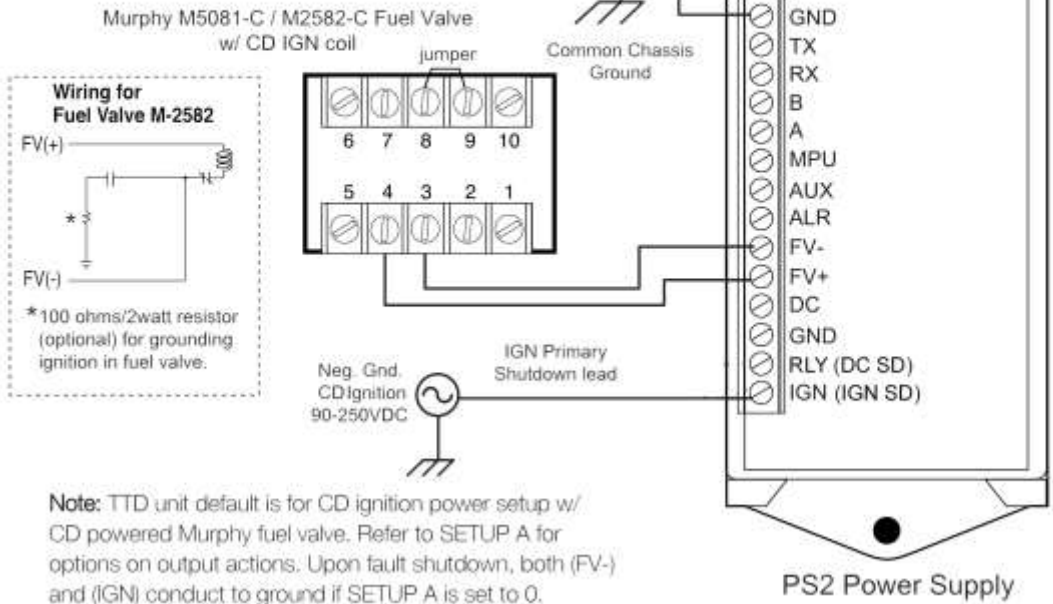 Murphy M5081-C / M2582-C Fuel Valve
w/ CD IGN coil
jumper
Common Chassis
Ground
Wiring for
Fuel Valve M-2582
FV(+)
*
FV(-)
*100 ohms/2watt resistor
(optional) for grounding
ignition in fuel valve.
6 7 8 9 10
5 4 3 2 1
GND
TX
RX
B
A
MPU
AUX
ALR
FV-
FV+
DC
GND
RLY (DC SD)
IGN (IGN SD)
IGN Primary
Shutdown lead
Neg. Gnd.
CD Ignition
90-250VDC
Note: TTD unit default is for CD ignition power setup w/
CD powered Murphy fuel valve. Refer to SETUP A for
options on output actions. Upon fault shutdown, both (FV-)
and (IGN) conduct to ground if SETUP A is set to 0.
PS2 Power Supply